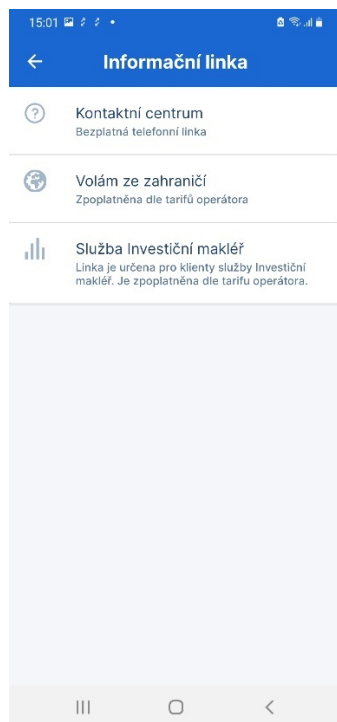 15:01
Informační linka
Kontaktní centrum
Bezplatná telefonní linka
Volám ze zahraničí
Zpoplatněna dle tarifů operátora
Služba Investiční makléř
Linka je určena pro klienty služby Investiční
makléř. Je zpoplatněna dle tarifu operátora.